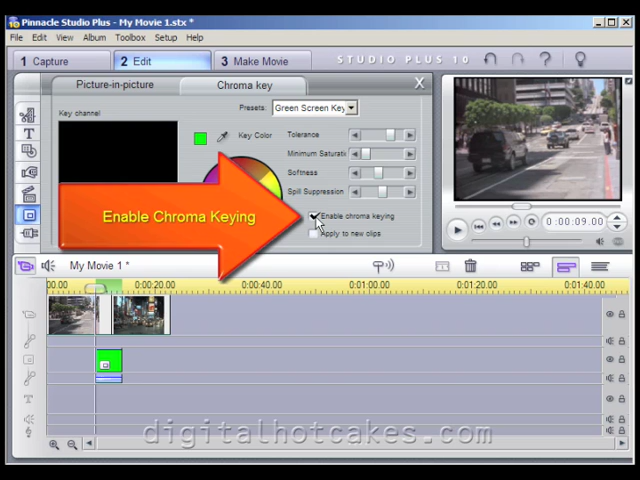 Pinnacle Studio Plus - My Movie 1.stx *
File Edit View Album Toolbox Setup Help
1 Capture 2 Edit 3 Make Movie STUDIO PLUS 10
Picture-in-picture Chroma key X
Key channel
Presets: Green Screen Key
Key Color
Tolerance
Minimum Saturati
Softness
Spill Suppression
Enable Chroma Keying
Enable chroma keying
Apply to new clips
0:00:09.00
My Movie 1 *
00.00 0:00:20.00 0:00:40.00 0:01:00.00 0:01:20.00 0:01:40.00
T
digitalhotcakes.com